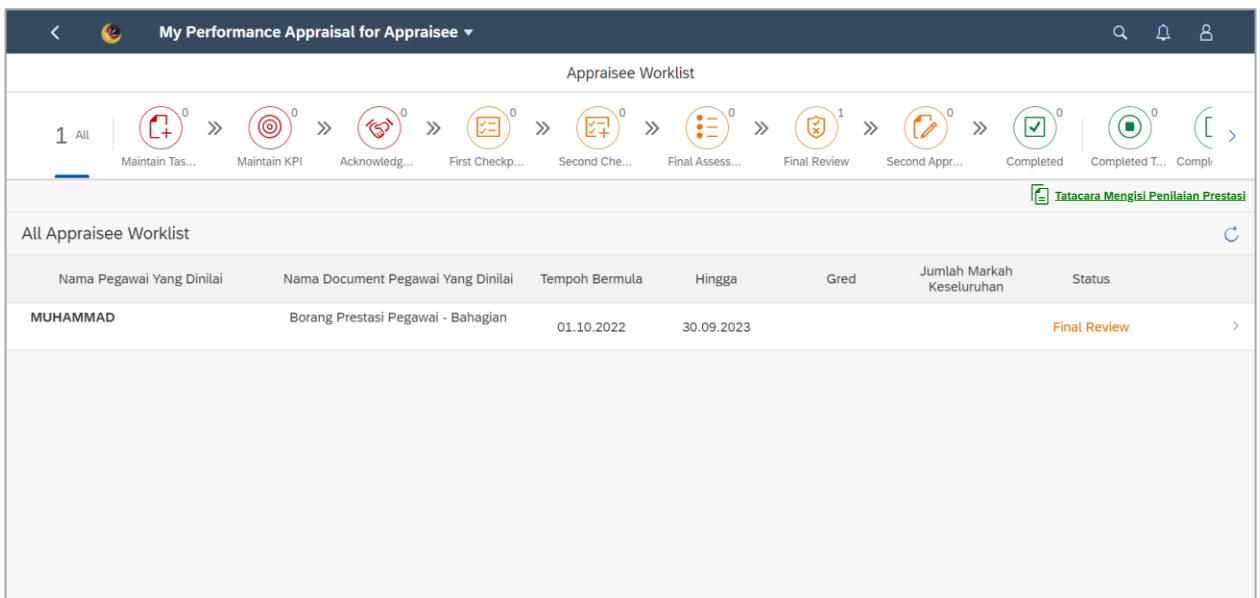 My Performance Appraisal for Appraisee
Appraisee Worklist
1 All
0 0 0 0 0 0 1 0 0 0
Maintain Tas... Maintain KPI Acknowledg... First Checkp... Second Che... Final Assess... Final Review Second Appr... Completed Completed T... Compl
Tatacara Mengisi Penilaian Prestasi
All Appraisee Worklist
Nama Pegawai Yang Dinilai Nama Document Pegawai Yang Dinilai Tempoh Bermula Hingga Gred Jumlah Markah Keseluruhan Status
MUHAMMAD Borang Prestasi Pegawai - Bahagian 01.10.2022 30.09.2023 Final Review